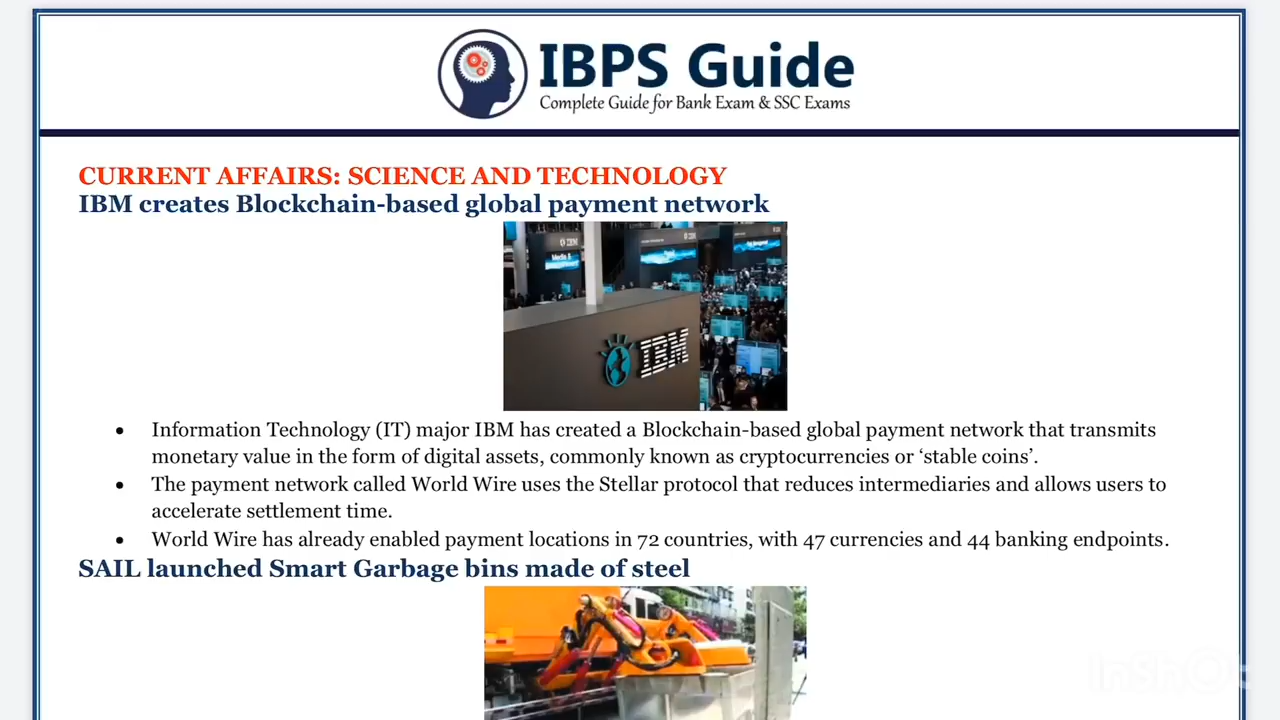 IBPS Guide
Complete Guide for Bank Exam & SSC Exams
CURRENT AFFAIRS: SCIENCE AND TECHNOLOGY
IBM creates Blockchain-based global payment network
IBM
IBM
• Information Technology (IT) major IBM has created a Blockchain-based global payment network that transmits
monetary value in the form of digital assets, commonly known as cryptocurrencies or ‘stable coins’.
• The payment network called World Wire uses the Stellar protocol that reduces intermediaries and allows users to
accelerate settlement time.
• World Wire has already enabled payment locations in 72 countries, with 47 currencies and 44 banking endpoints.
SAIL launched Smart Garbage bins made of steel
InShOt